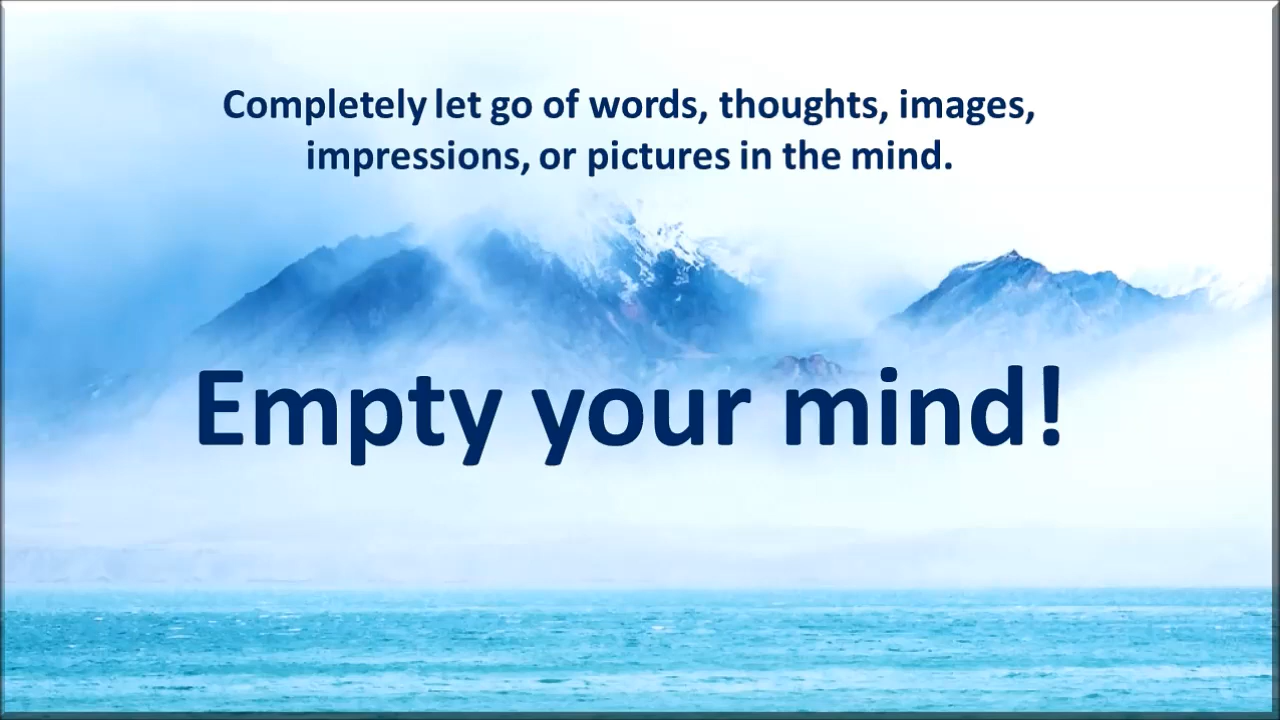 Completely let go of words, thoughts, images,
impressions, or pictures in the mind.
Empty your mind!